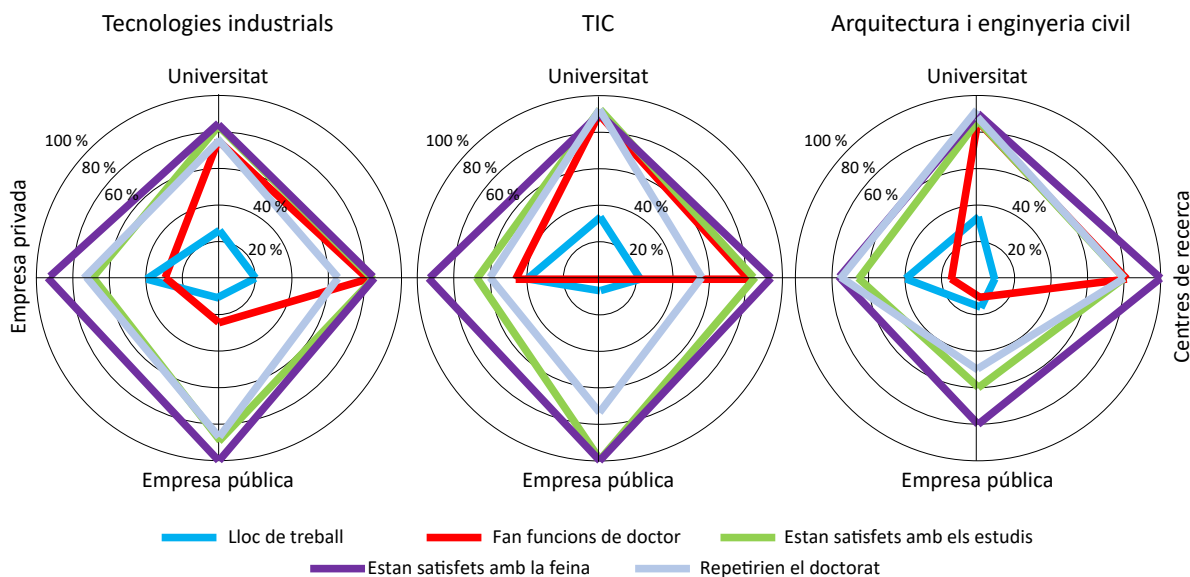 Tecnologies industrials
TIC
Arquitectura i enginyeria civil
Universitat
Universitat
Universitat
100 %
80 %
60 %
40 %
20 %
100 %
80 %
60 %
40 %
20 %
100 %
80 %
60 %
40 %
20 %
Empresa privada
Centres de recerca
Empresa pública
Empresa pública
Empresa pública
Lloc de treball
Fan funcions de doctor
Estan satisfets amb els estudis
Estan satisfets amb la feina
Repetirien el doctorat